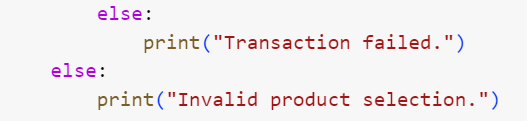 else:
            print("Transaction failed.")
    else:
        print("Invalid product selection.")